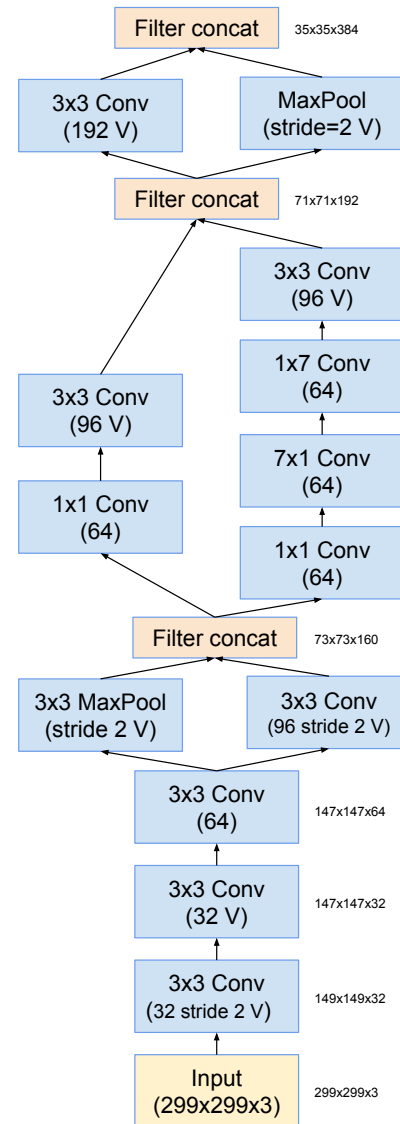 Filter concat
35x35x384
3x3 Conv
(192 V)
MaxPool
(stride=2 V)
Filter concat
71x71x192
3x3 Conv
(96 V)
1x7 Conv
(64)
3x3 Conv
(96 V)
7x1 Conv
(64)
1x1 Conv
(64)
1x1 Conv
(64)
Filter concat
73x73x160
3x3 MaxPool
(stride 2 V)
3x3 Conv
(96 stride 2 V)
3x3 Conv
(64)
147x147x64
3x3 Conv
(32 V)
147x147x32
3x3 Conv
(32 stride 2 V)
149x149x32
Input
(299x299x3)
299x299x3